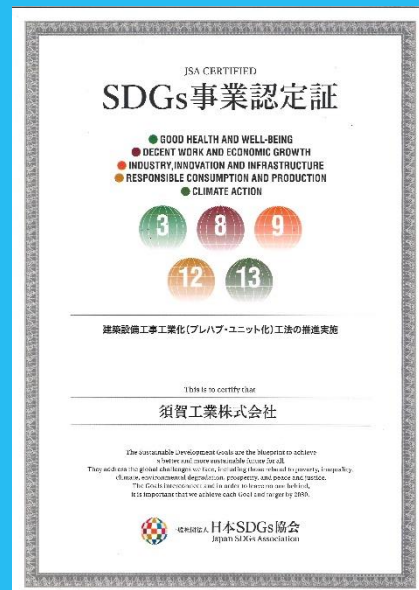 JSA CERTIFIED
SDGs事業認定証
GOOD HEALTH AND WELL-BEING
DECENT WORK AND ECONOMIC GROWTH
INDUSTRY, INNOVATION AND INFRASTRUCTURE
RESPONSIBLE CONSUMPTION AND PRODUCTION
CLIMATE ACTION
3 8 9
12 13
建築設備工事工業化(プレハブ・ユニット化)工法の推進実施
This is to certify that
須賀工業株式会社
The Sustainable Development Goals are the blueprint to achieve
a better and more sustainable future for all.
They address the global challenges we face, including those related to poverty, inequality,
climate, environmental degradation, prosperity, and peace and justice.
The Goals interconnect and in order to leave no one behind,
it is important that we achieve each Goal and target by 2030.
一般社団法人 日本SDGs協会
Japan SDGs Association